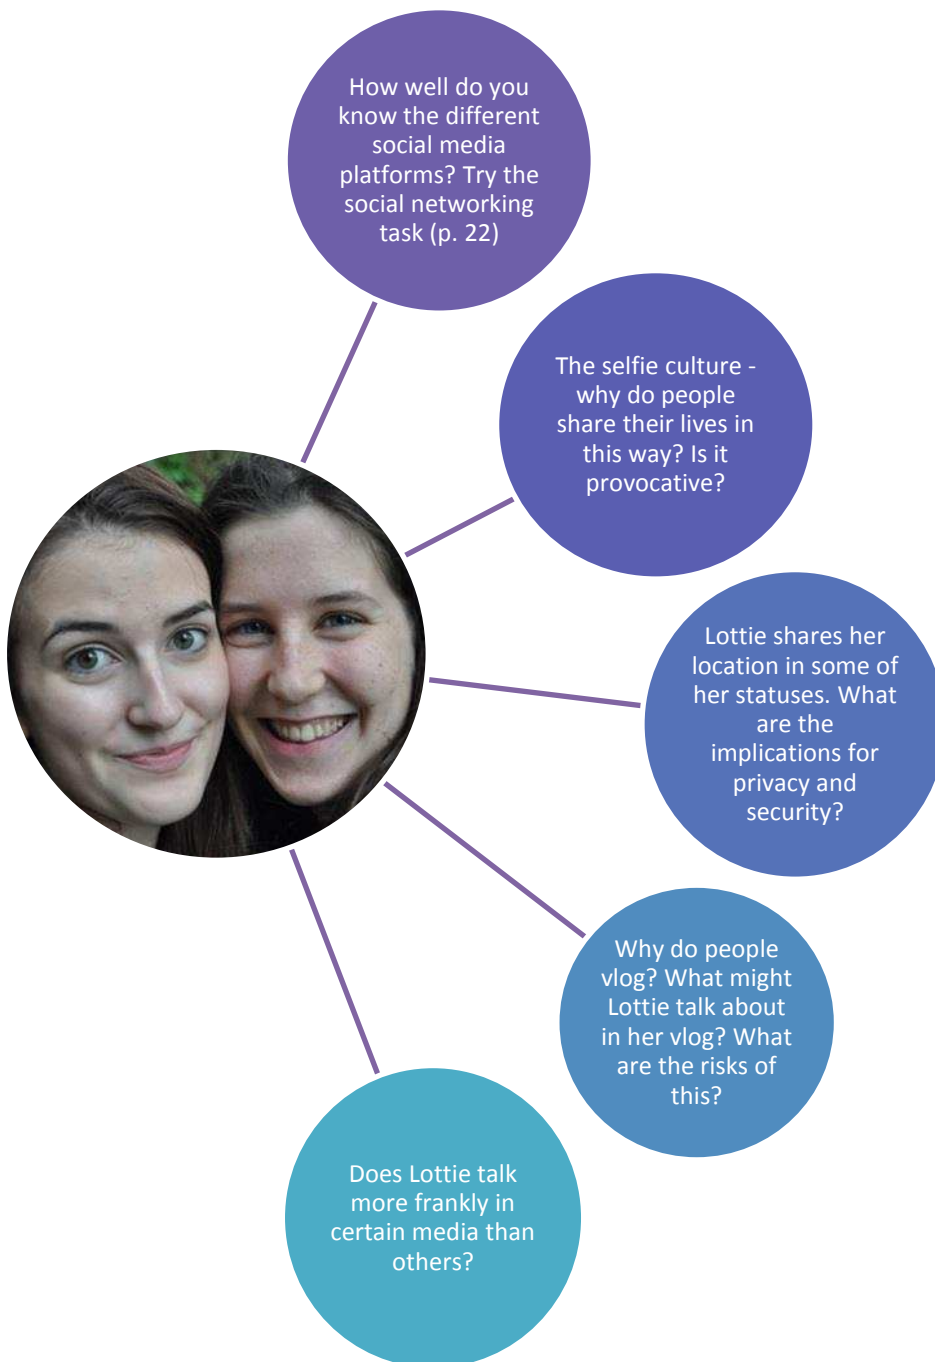 How well do you
know the different
social media
platforms? Try the
social networking
task (p. 22)
The selfie culture -
why do people
share their lives in
this way? Is it
provocative?
Lottie shares her
location in some of
her statuses. What
are the
implications for
privacy and
security?
Why do people
vlog? What might
Lottie talk about
in her vlog? What
are the risks of
this?
Does Lottie talk
more frankly in
certain media than
others?